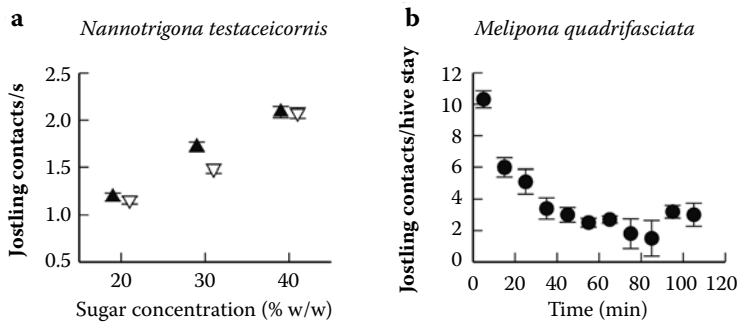 a
Nannotrigona testaceicornis
Jostling contacts/s
2.5
2.0
1.5
1.0
0.5
20 30 40
Sugar concentration (% w/w)
b
Melipona quadrifasciata
Jostling contacts/hive stay
12
10
8
6
4
2
0
0 20 40 60 80 100 120
Time (min)